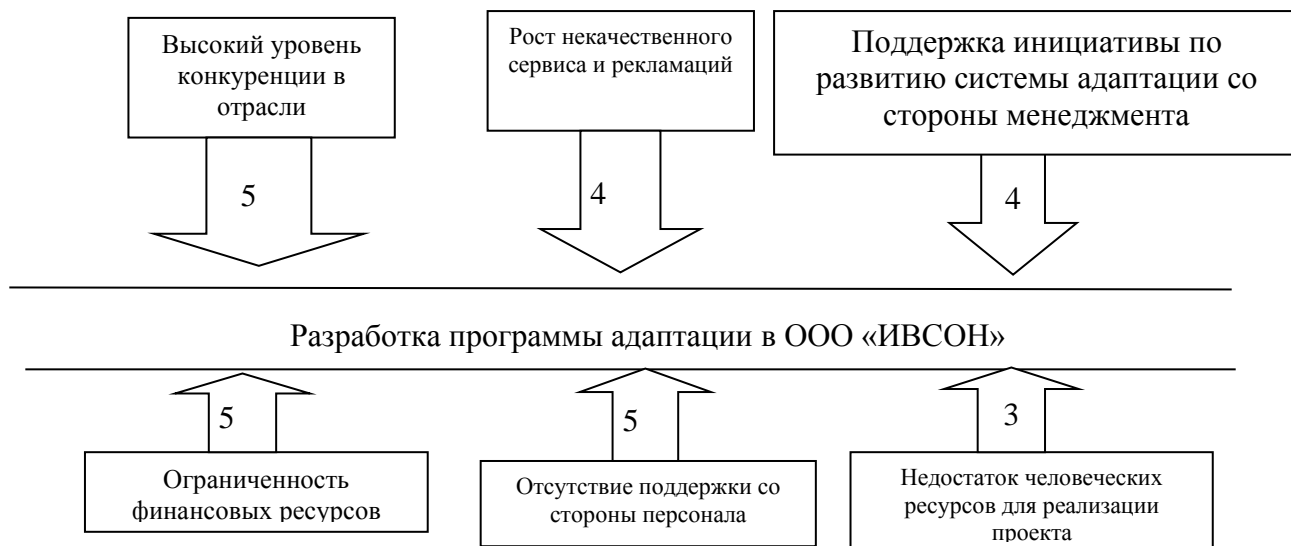 Высокий уровень
конкуренции в
отрасли
Рост некачественного
сервиса и рекламаций
Поддержка инициативы по
развитию системы адаптации со
стороны менеджмента
5
4
4
Разработка программы адаптации в ООО «ИВСОН»
5
5
3
Ограниченность
финансовых ресурсов
Отсутствие поддержки со
стороны персонала
Недостаток человеческих
ресурсов для реализации
проекта